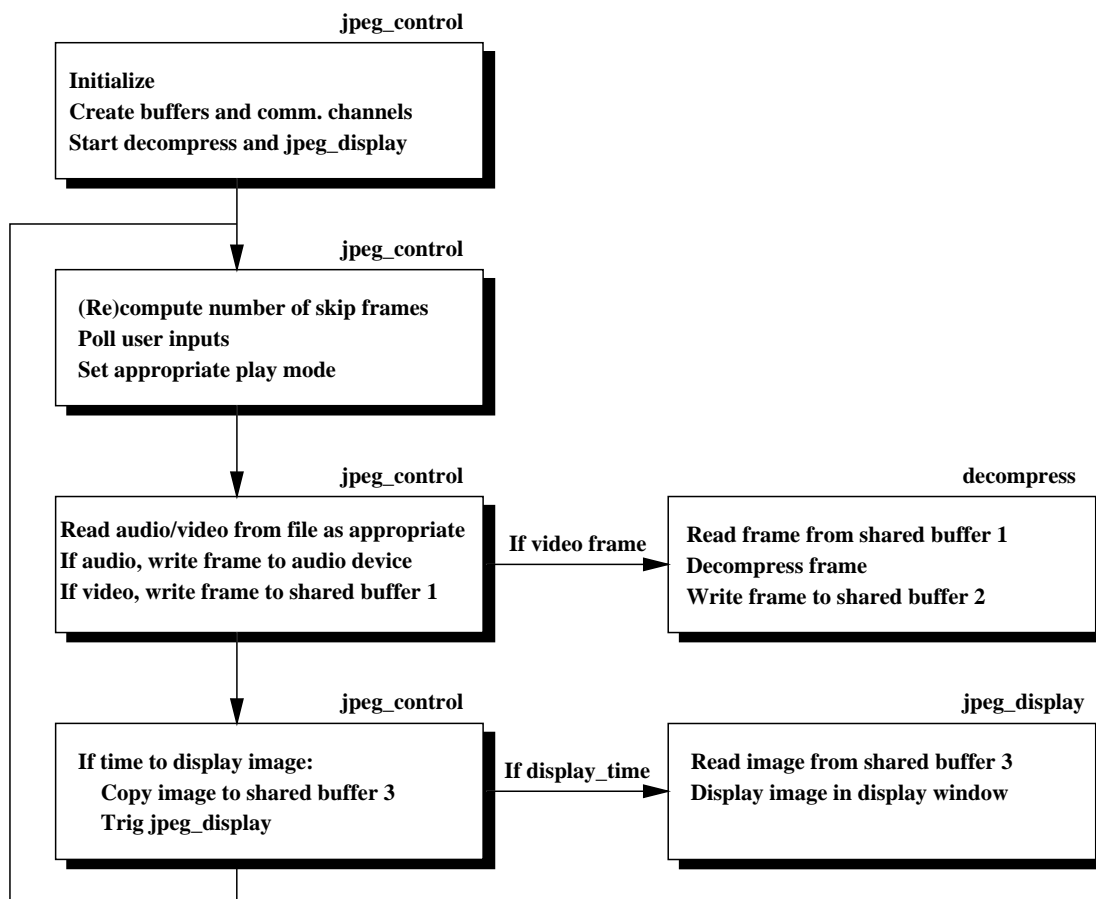 jpeg_control
Initialize
Create buffers and comm. channels
Start decompress and jpeg_display
jpeg_control
(Re)compute number of skip frames
Poll user inputs
Set appropriate play mode
jpeg_control
Read audio/video from file as appropriate
If audio, write frame to audio device
If video, write frame to shared buffer 1
If video frame
decompress
Read frame from shared buffer 1
Decompress frame
Write frame to shared buffer 2
jpeg_control
If time to display image:
Copy image to shared buffer 3
Trig jpeg_display
If display_time
jpeg_display
Read image from shared buffer 3
Display image in display window